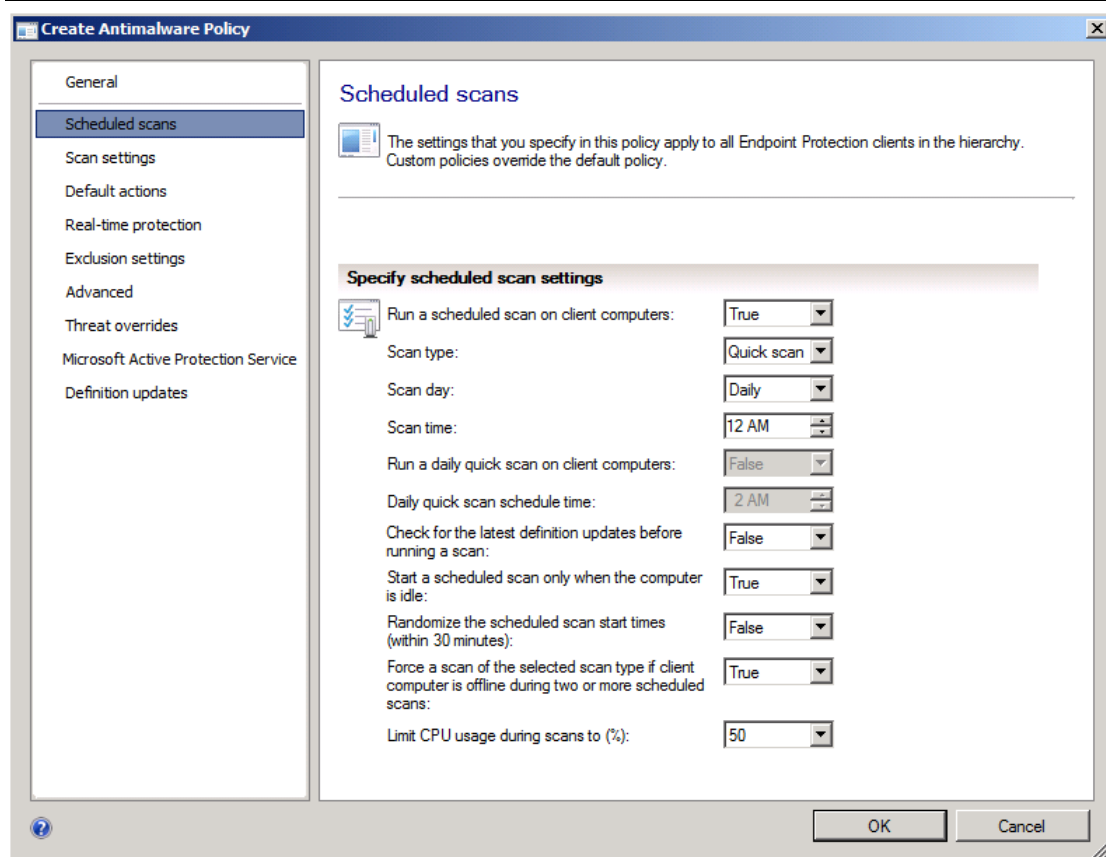 Create Antimalware Policy
General
Scheduled scans
Scan settings
Default actions
Real-time protection
Exclusion settings
Advanced
Threat overrides
Microsoft Active Protection Service
Definition updates
Scheduled scans
The settings that you specify in this policy apply to all Endpoint Protection clients in the hierarchy.
Custom policies override the default policy.
Specify scheduled scan settings
Run a scheduled scan on client computers: True
Scan type: Quick scan
Scan day: Daily
Scan time: 12 AM
Run a daily quick scan on client computers: False
Daily quick scan schedule time: 2 AM
Check for the latest definition updates before
running a scan: False
Start a scheduled scan only when the computer
is idle: True
Randomize the scheduled scan start times
(within 30 minutes): False
Force a scan of the selected scan type if client
computer is offline during two or more scheduled
scans: True
Limit CPU usage during scans to (%): 50
OK Cancel